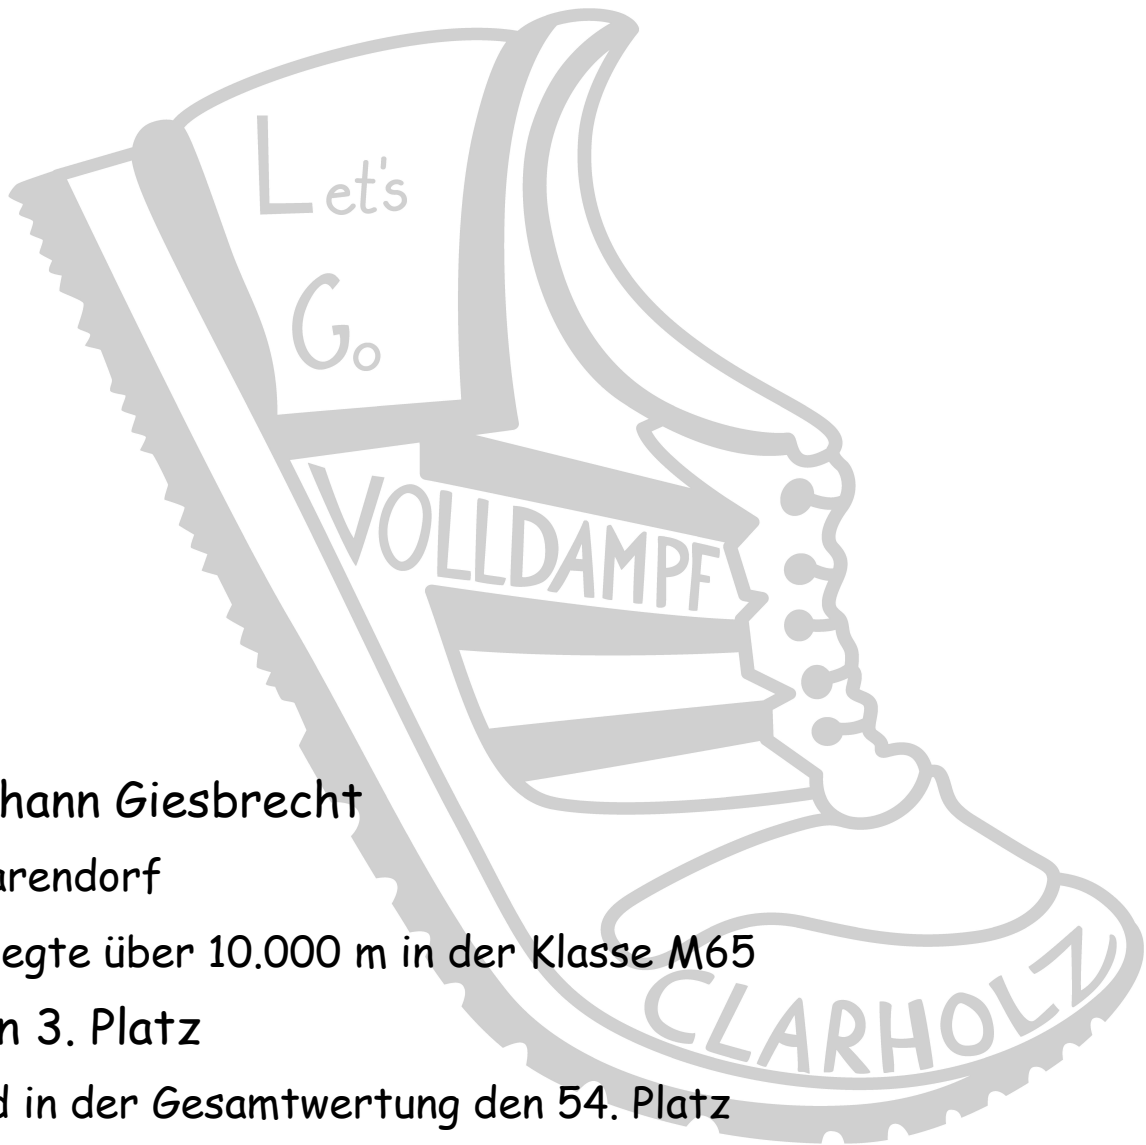 Let's
Go
VOLLDAMPF
hann Giesbrecht
arendorf
egte über 10.000 m in der Klasse M65
n 3. Platz
d in der Gesamtwertung den 54. Platz
CLARHOLZ